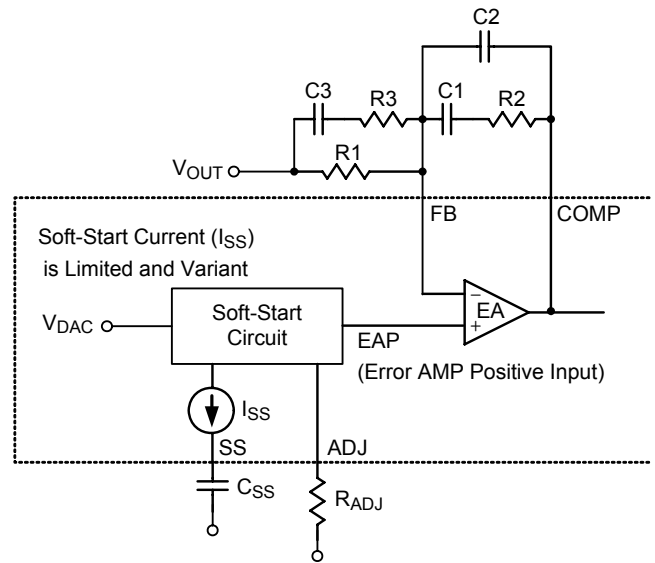 C2
C3
R3
C1
R2
R1
VOUT
FB
COMP
Soft-Start Current (ISS)
is Limited and Variant
VDAC
Soft-Start
Circuit
EAP
− EA
+
(Error AMP Positive Input)
ISS
SS
ADJ
CSS
RADJ